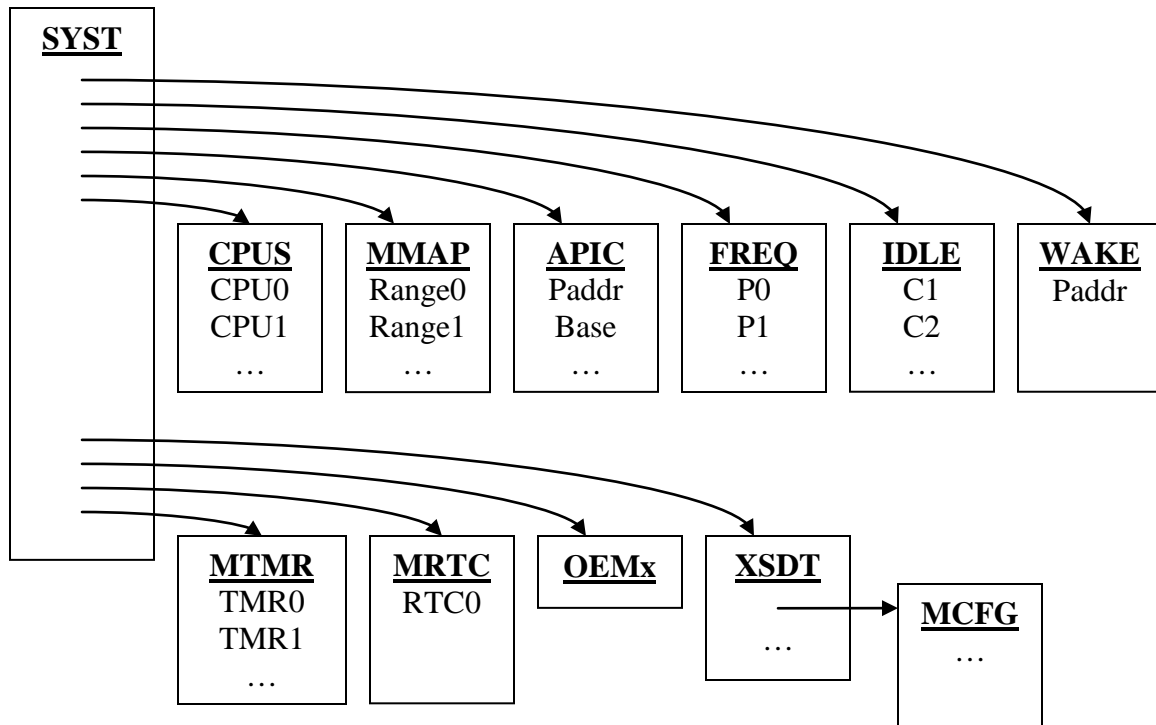 SYST
CPUS
CPU0
CPU1
…
MMAP
Range0
Range1
…
APIC
Paddr
Base
…
FREQ
P0
P1
…
IDLE
C1
C2
…
WAKE
Paddr
MTMR
TMR0
TMR1
…
MRTC
RTC0
OEMx
XSDT
…
MCFG
…